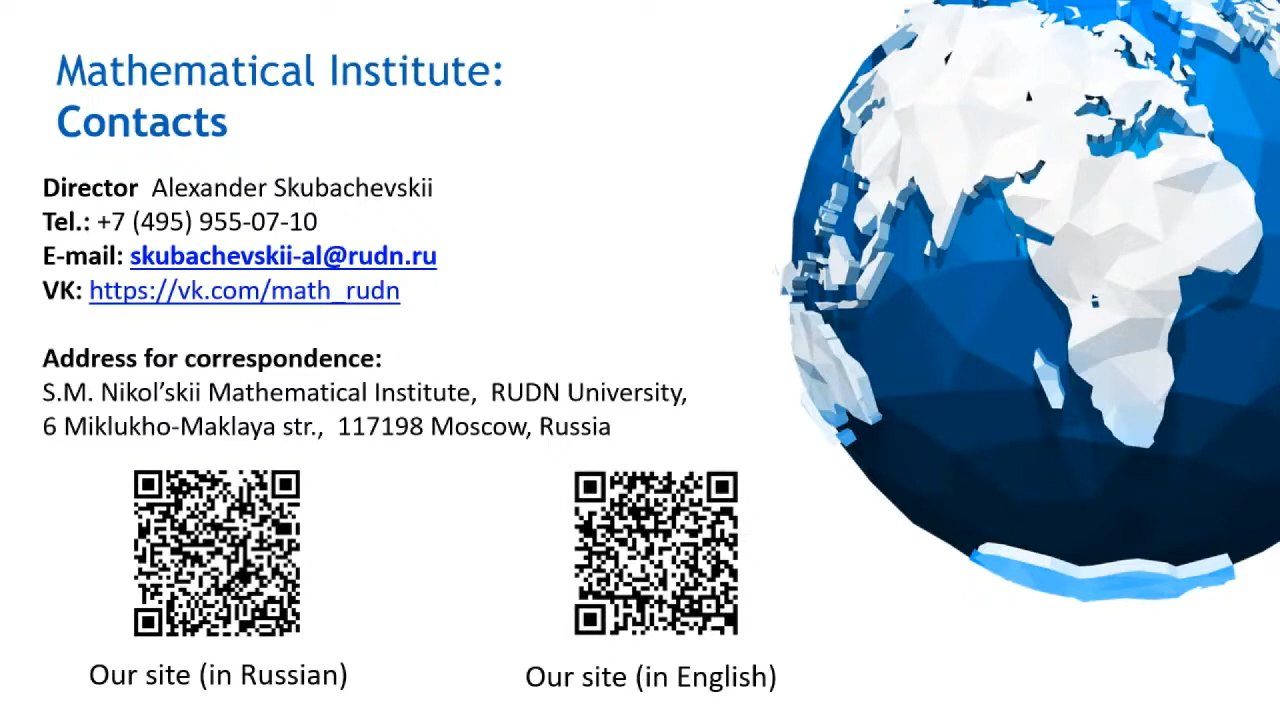 Mathematical Institute:
Contacts
Director Alexander Skubachevskii
Tel.: +7 (495) 955-07-10
E-mail: skubachevskii-al@rudn.ru
VK: https://vk.com/math_rudn
Address for correspondence:
S.M. Nikol’skii Mathematical Institute, RUDN University,
6 Miklukho-Maklaya str., 117198 Moscow, Russia
Our site (in Russian)
Our site (in English)